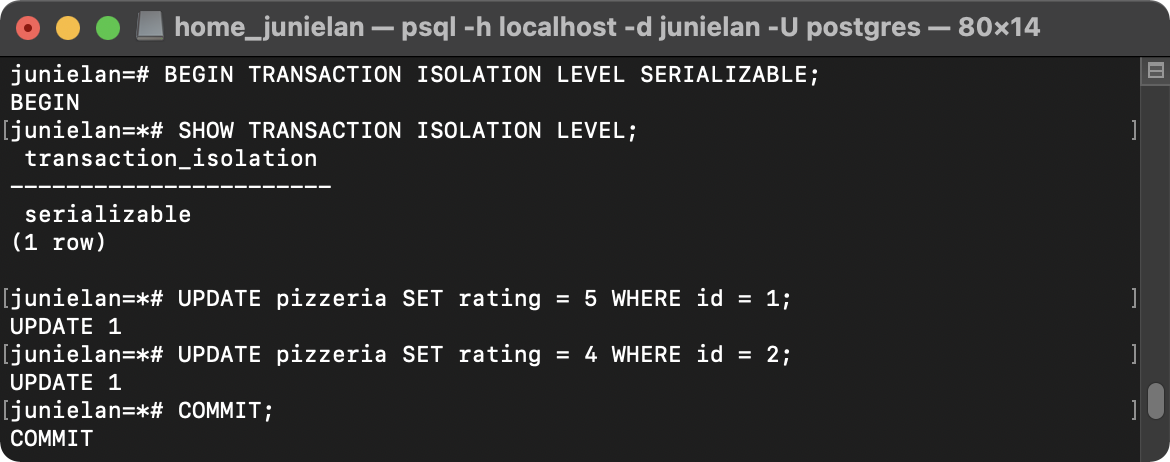 home_junielan — psql -h localhost -d junielan -U postgres — 80×14
junielan=# BEGIN TRANSACTION ISOLATION LEVEL SERIALIZABLE;
BEGIN
[junielan=*# SHOW TRANSACTION ISOLATION LEVEL; ]
transaction_isolation
-----------------------
serializable
(1 row)
[junielan=*# UPDATE pizzeria SET rating = 5 WHERE id = 1; ]
UPDATE 1
[junielan=*# UPDATE pizzeria SET rating = 4 WHERE id = 2; ]
UPDATE 1
[junielan=*# COMMIT; ]
COMMIT